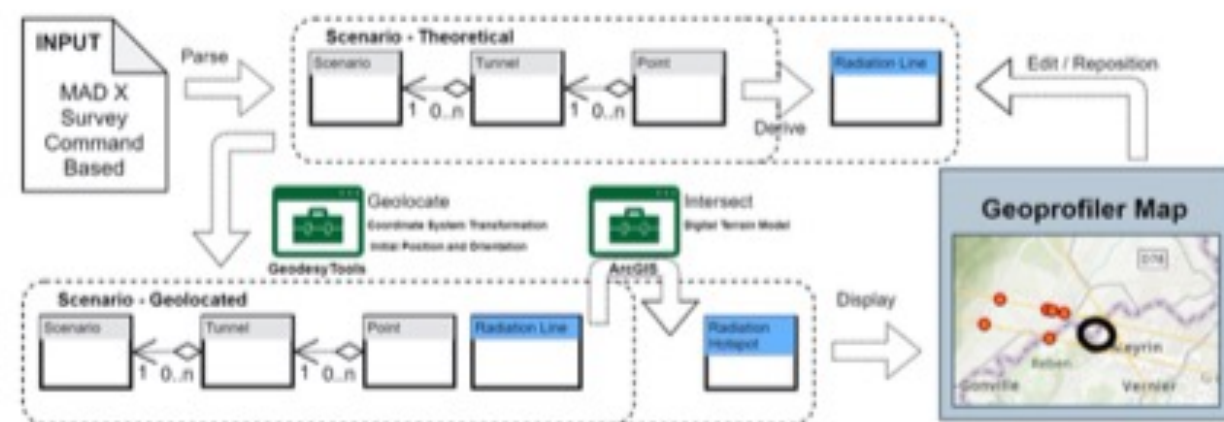 INPUT
MAD X
Survey
Command
Based
Parse
Scenario - Theoretical
Scenario
Tunnel
Point
1 0..n
1 0..n
Derive
Radiation Line
Edit / Reposition
Geolocate
Coordinate System Transformation
Initial Position and Orientation
GeodesyTools
Intersect
Digital Terrain Model
ArcGIS
Scenario - Geolocated
Scenario
Tunnel
Point
Radiation Line
1 0..n
1 0..n
Radiation
Hotspot
Display
Geoprofiler Map
D78
Meyrin
Vernier